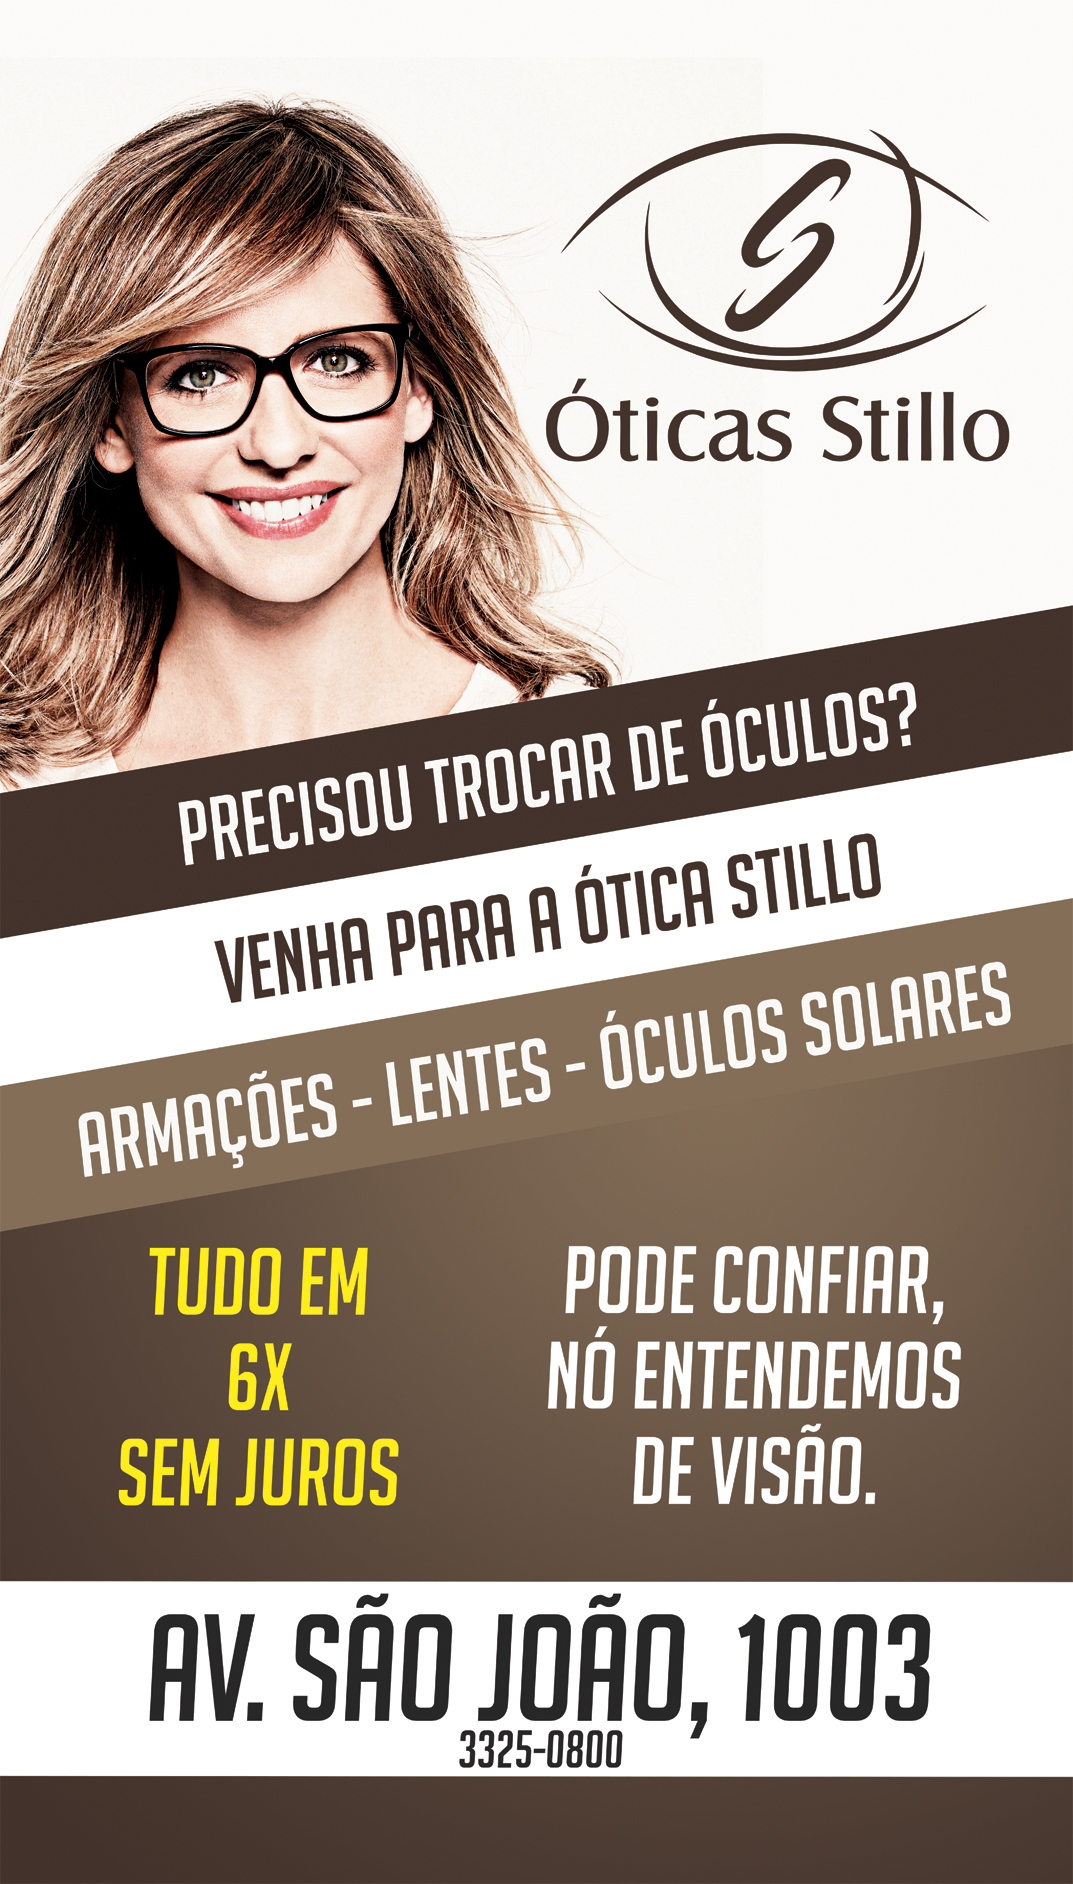 S
Óticas Stillo
PRECISOU TROCAR DE ÓCULOS?
VENHA PARA A ÓTICA STILLO
ARMAÇÕES - LENTES - ÓCULOS SOLARES
TUDO EM
6X
SEM JUROS
PODE CONFIAR,
NÓ ENTENDEMOS
DE VISÃO.
AV. SÃO JOÃO, 1003
3325-0800